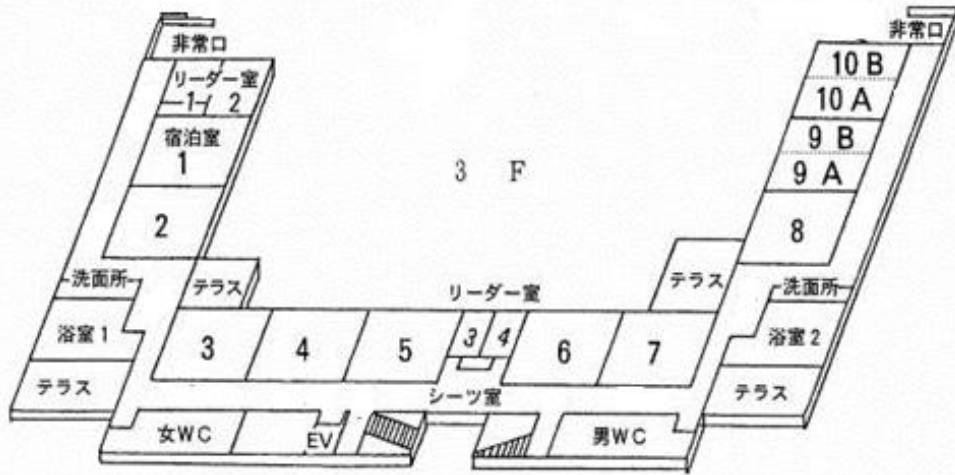 非常口
非常口
リーダー室
1 2
10 B
10 A
宿泊室
1
9 B
9 A
3 F
2
8
洗面所
テラス
リーダー室
テラス
洗面所
浴室1
3
4
5
3 4
6
7
浴室2
テラス
シーツ室
テラス
女WC
EV
男WC